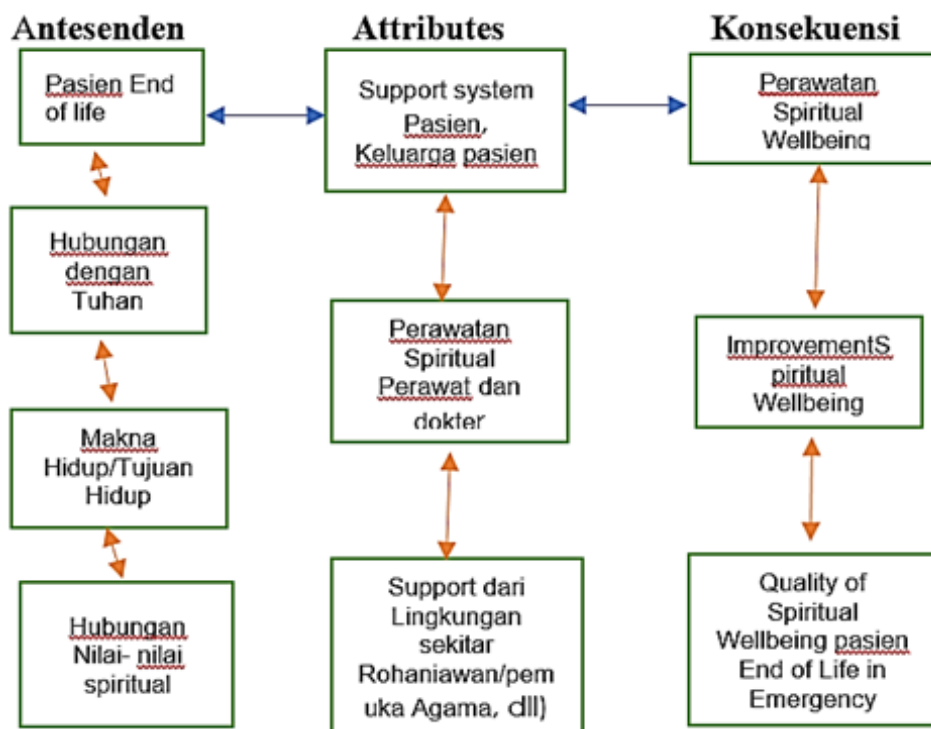 Antesenden
Pasien End
of life
Hubungan
dengan
Tuhan
Makna
Hidup/Tujuan
Hidup
Hubungan
Nilai- nilai
spiritual
Attributes
Support system
Pasien,
Keluarga pasien
Perawatan
Spiritual
Perawat dan
dokter
Support dari
Lingkungan
sekitar
Rohaniawan/pem
uka Agama, dll)
Konsekuensi
Perawatan
Spiritual
Wellbeing
ImprovementS
piritual
Wellbeing
Quality of
Spiritual
Wellbeing pasien
End of Life in
Emergency